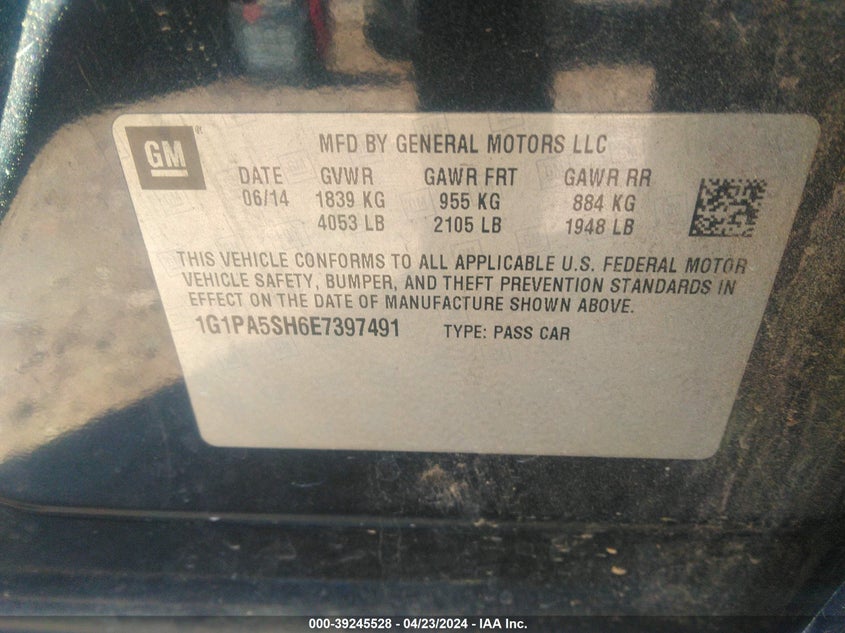 GM
MFD BY GENERAL MOTORS LLC
DATE GVWR GAWR FRT GAWR RR
06/14 1839 KG 955 KG 884 KG
4053 LB 2105 LB 1948 LB
THIS VEHICLE CONFORMS TO ALL APPLICABLE U.S. FEDERAL MOTOR
VEHICLE SAFETY, BUMPER, AND THEFT PREVENTION STANDARDS IN
EFFECT ON THE DATE OF MANUFACTURE SHOWN ABOVE.
1G1PA5SH6E7397491 TYPE: PASS CAR
000-39245528 - 04/23/2024 - IAA Inc.